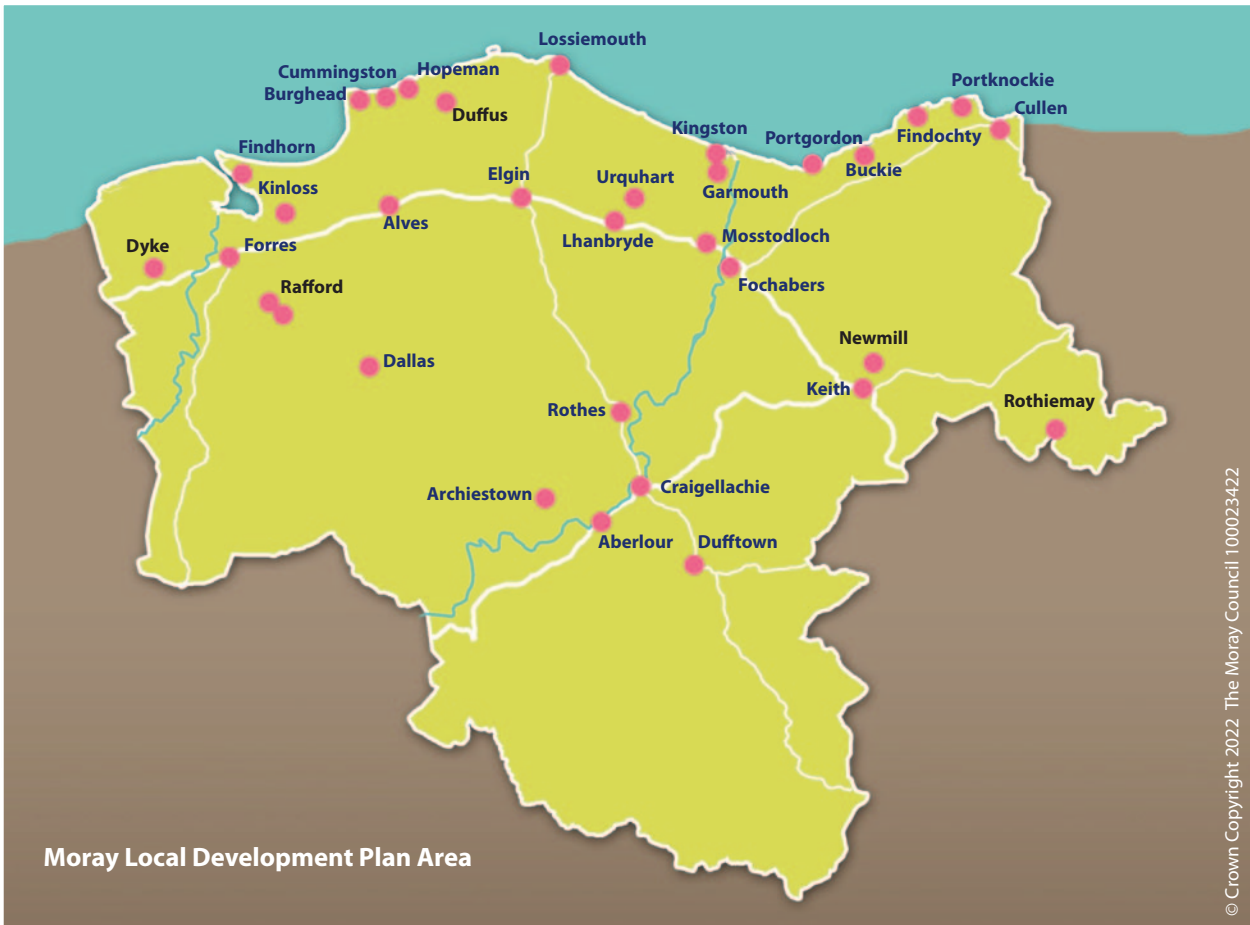 Lossiemouth
Cummingston
Hopeman
Burghead
Duffus
Portknockie
Cullen
Findochty
Kingston
Portgordon
Buckie
Findhorn
Kinloss
Elgin
Urquhart
Garmouth
Alves
Lhanbryde
Mosstodloch
Dyke
Forres
Fochabers
Rafford
Newmill
Dallas
Keith
Rothiemay
Rothes
Archiestown
Craigellachie
Aberlour
Dufftown
Moray Local Development Plan Area
© Crown Copyright 2022 The Moray Council 100023422